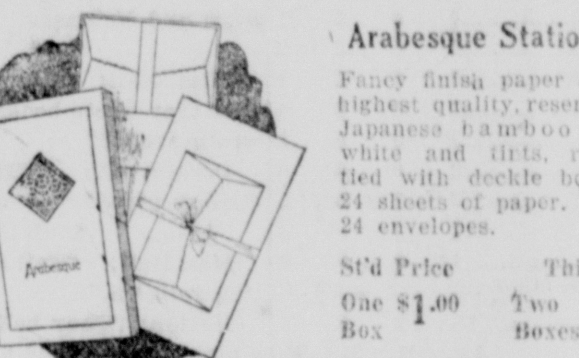 Arabesque Statio
Fancy finish paper
highest quality, resem
Japanese bamboo
white and tints,
tied with deckle bo
24 sheets of paper.
24 envelopes.
St'd Price Thi
One $1.00 Two
Box Boxes
Arabesque